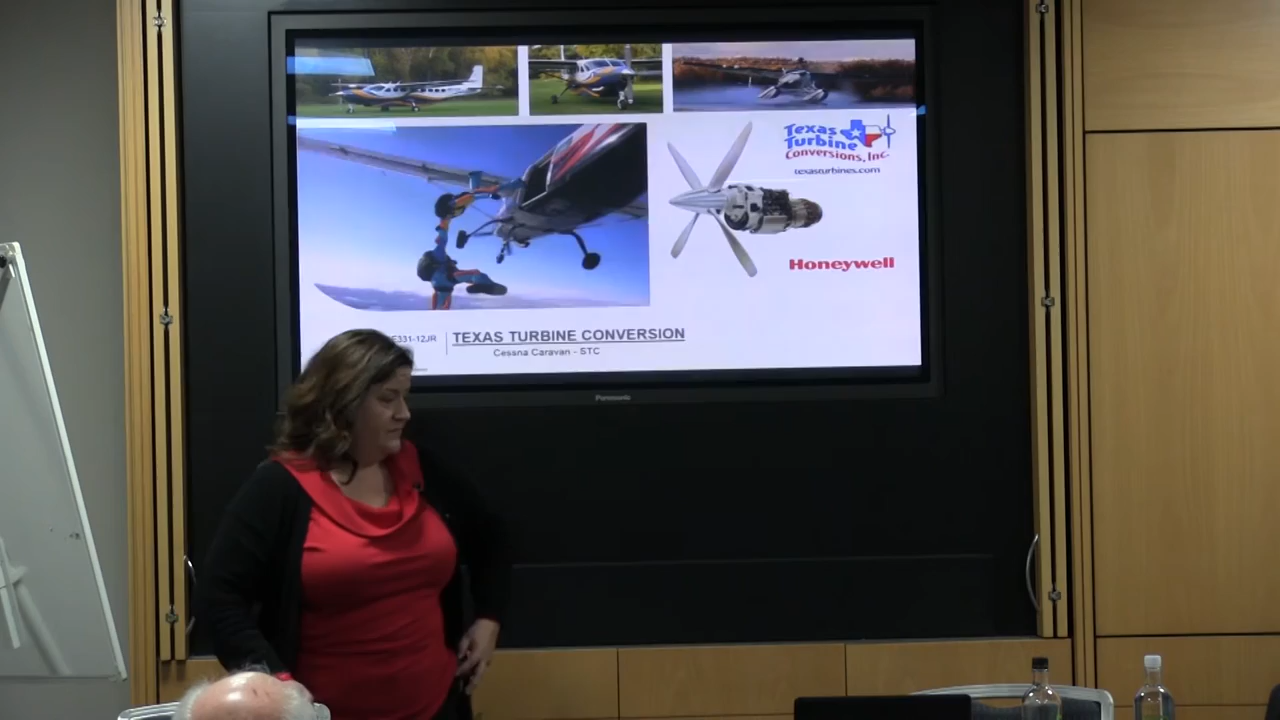 Texas
Turbine
Conversions, Inc.
texasturbines.com
Honeywell
E331-12JR
TEXAS TURBINE CONVERSION
Cessna Caravan - STC
Panasonic